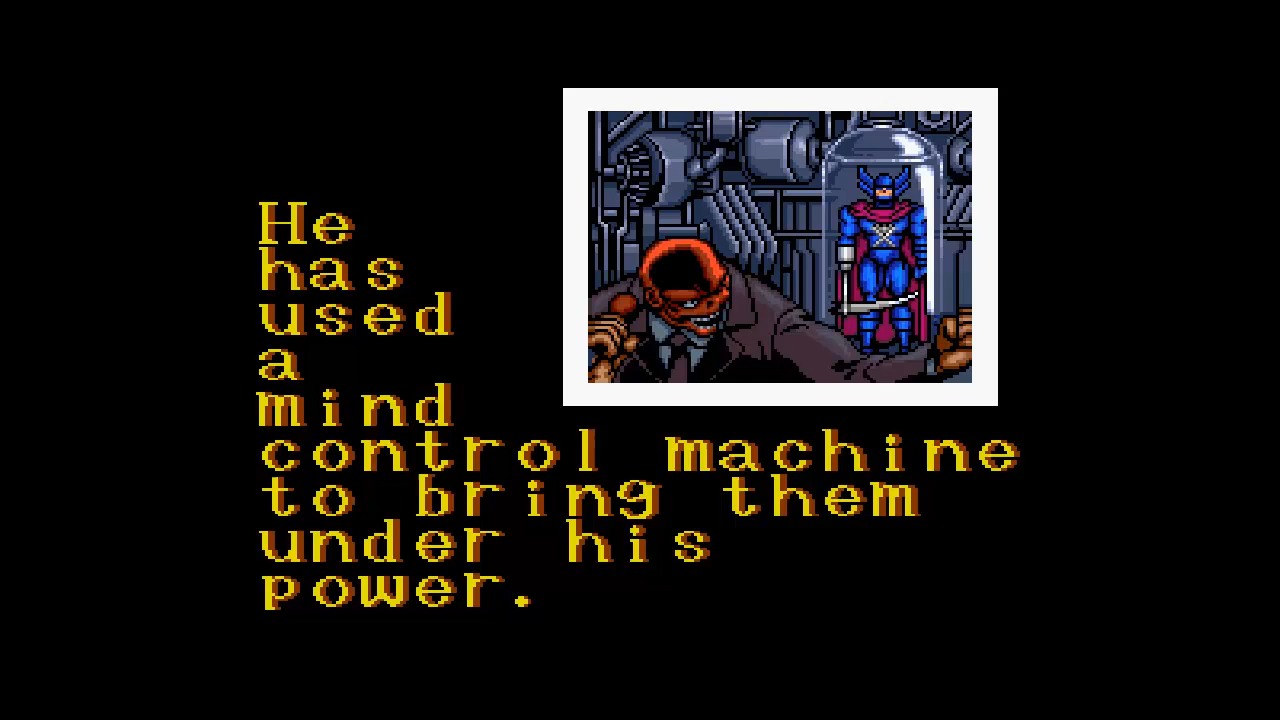 He
has
used
a
mind
control machine
to bring them
under his
power.